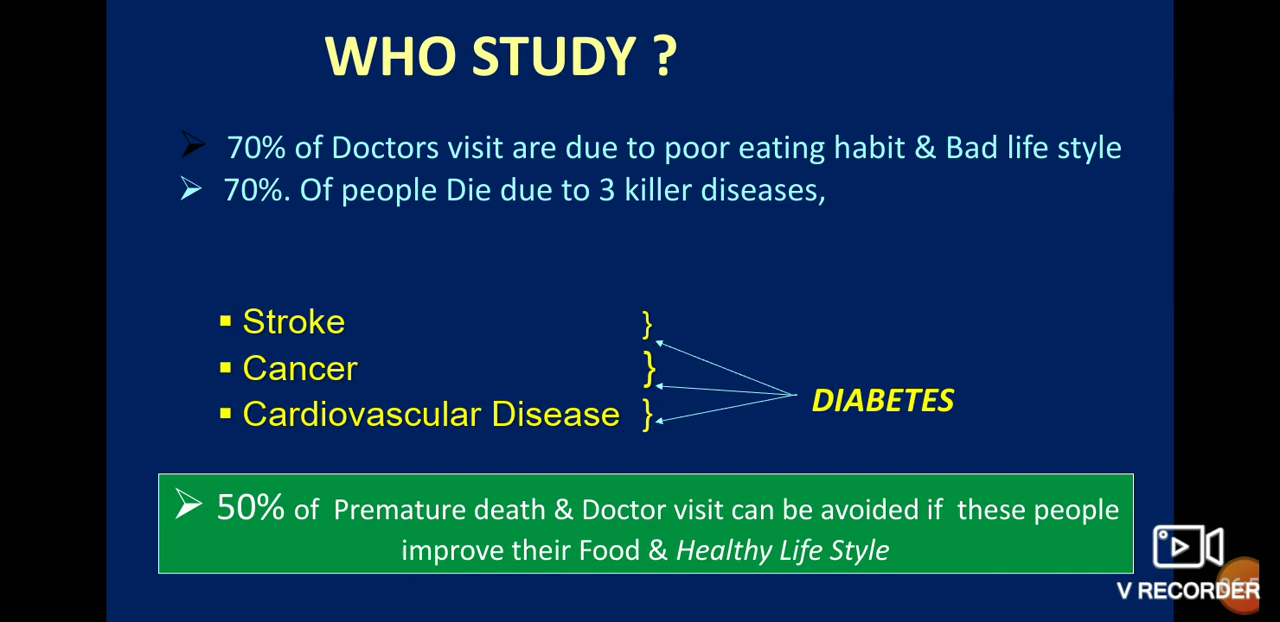 WHO STUDY ?
➢ 70% of Doctors visit are due to poor eating habit & Bad life style
➢ 70%. Of people Die due to 3 killer diseases,
▪ Stroke }
▪ Cancer }
▪ Cardiovascular Disease }
DIABETES
➢ 50% of Premature death & Doctor visit can be avoided if these people
improve their Food & Healthy Life Style
V RECORDER